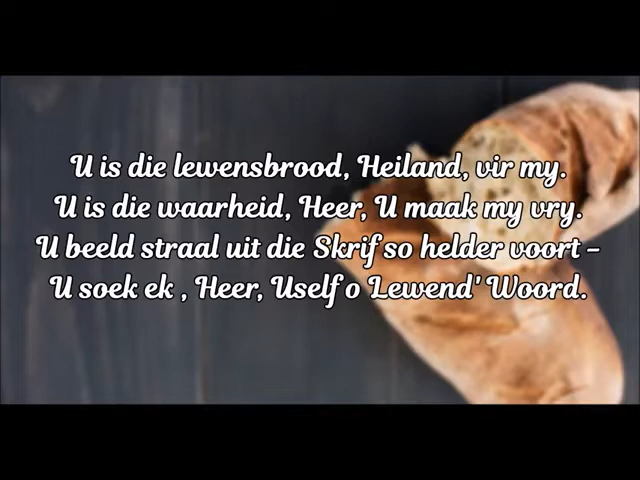 U is die lewensbrood, Heiland, vir my.
U is die waarheid, Heer, U maak my vry.
U beeld straal uit die Skrif so helder voort –
U soek ek , Heer, Uself o Lewend' Woord.